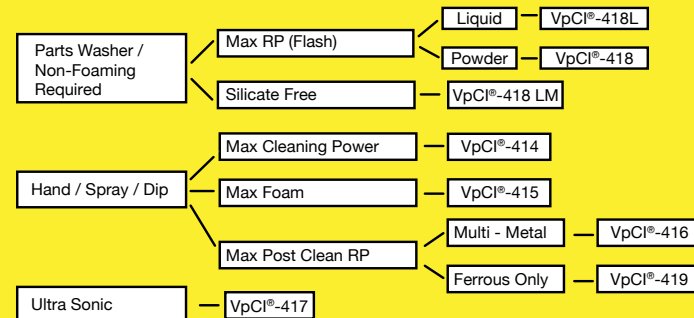 Liquid
VpCI®-418L
Max RP (Flash)
Parts Washer /
Non-Foaming
Required
Powder
VpCI®-418
Silicate Free
VpCI®-418 LM
Max Cleaning Power
VpCI®-414
Hand / Spray / Dip
Max Foam
VpCI®-415
Multi - Metal
VpCI®-416
Max Post Clean RP
Ferrous Only
VpCI®-419
Ultra Sonic
VpCI®-417